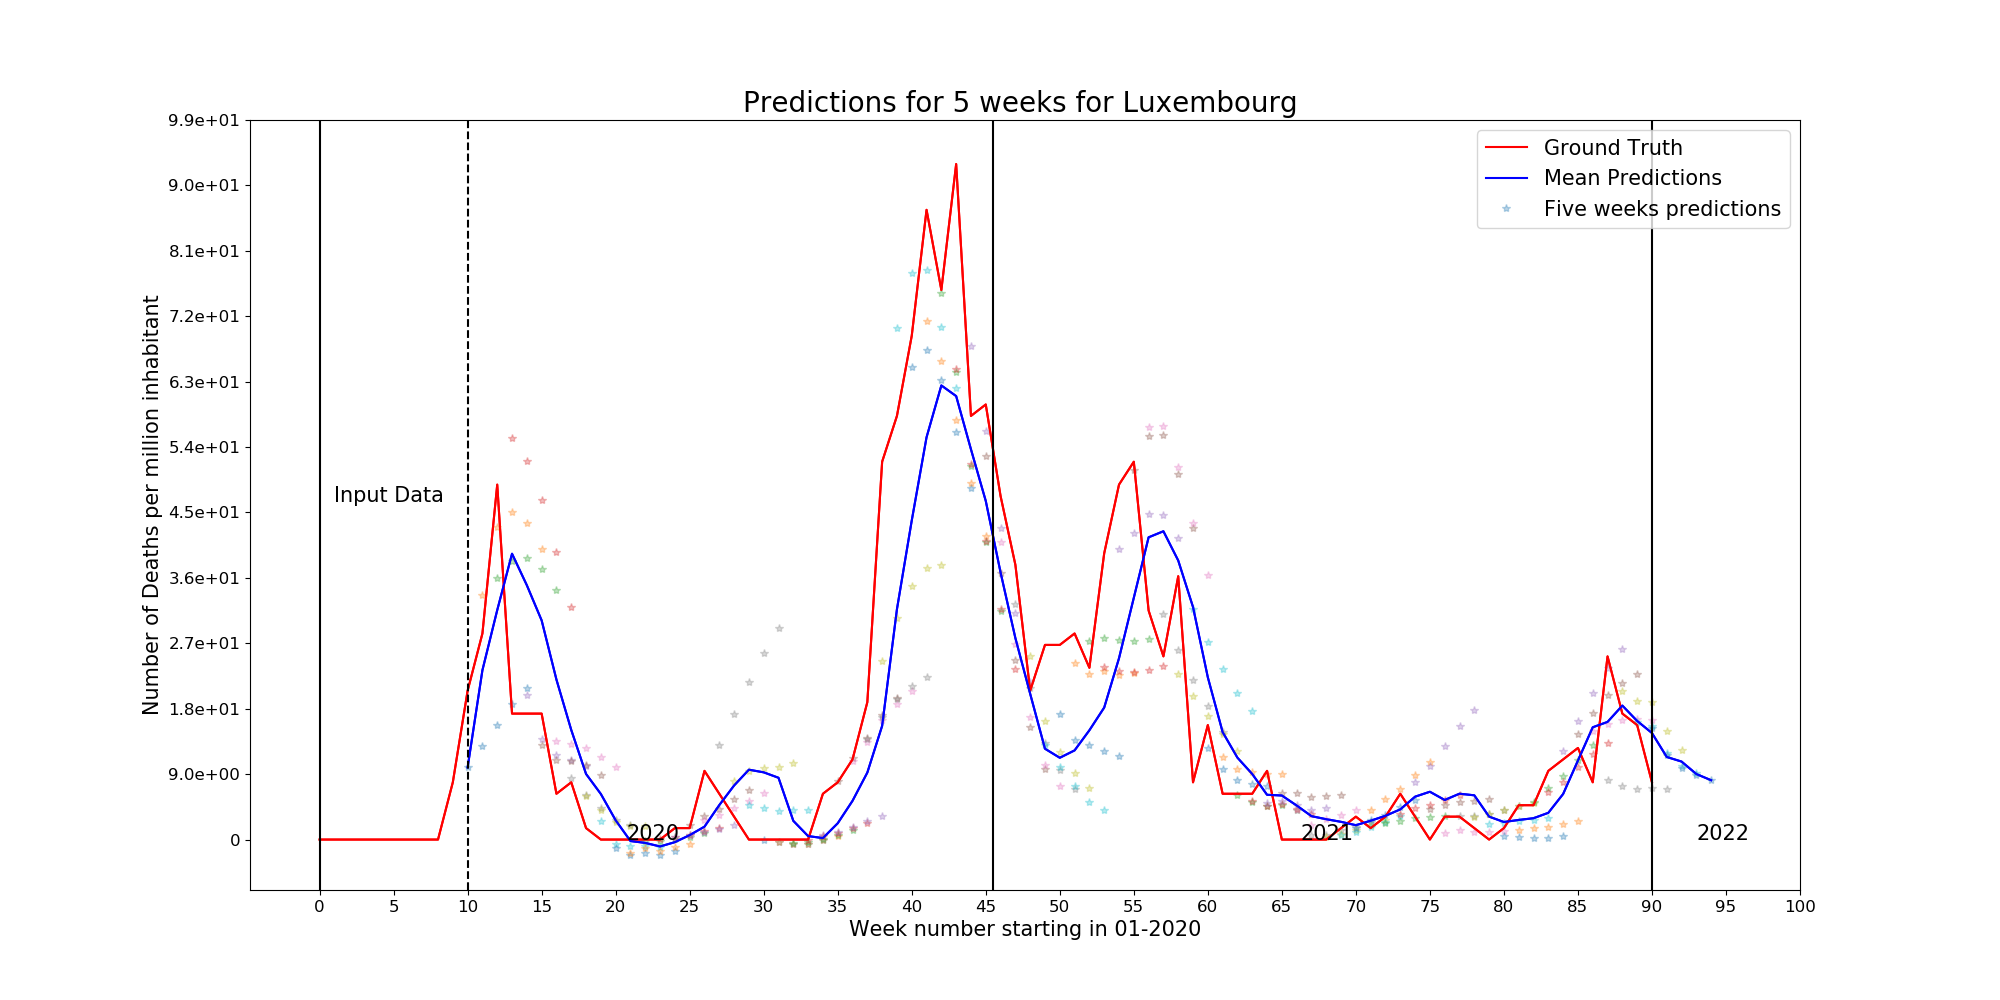 Predictions for 5 weeks for Luxembourg
9.9e+01
9.0e+01
8.1e+01
7.2e+01
6.3e+01
5.4e+01
4.5e+01
3.6e+01
2.7e+01
1.8e+01
9.0e+00
0
Number of Deaths per million inhabitant
Ground Truth
Mean Predictions
Five weeks predictions
Input Data
2020
2021
2022
0 5 10 15 20 25 30 35 40 45 50 55 60 65 70 75 80 85 90 95 100
Week number starting in 01-2020